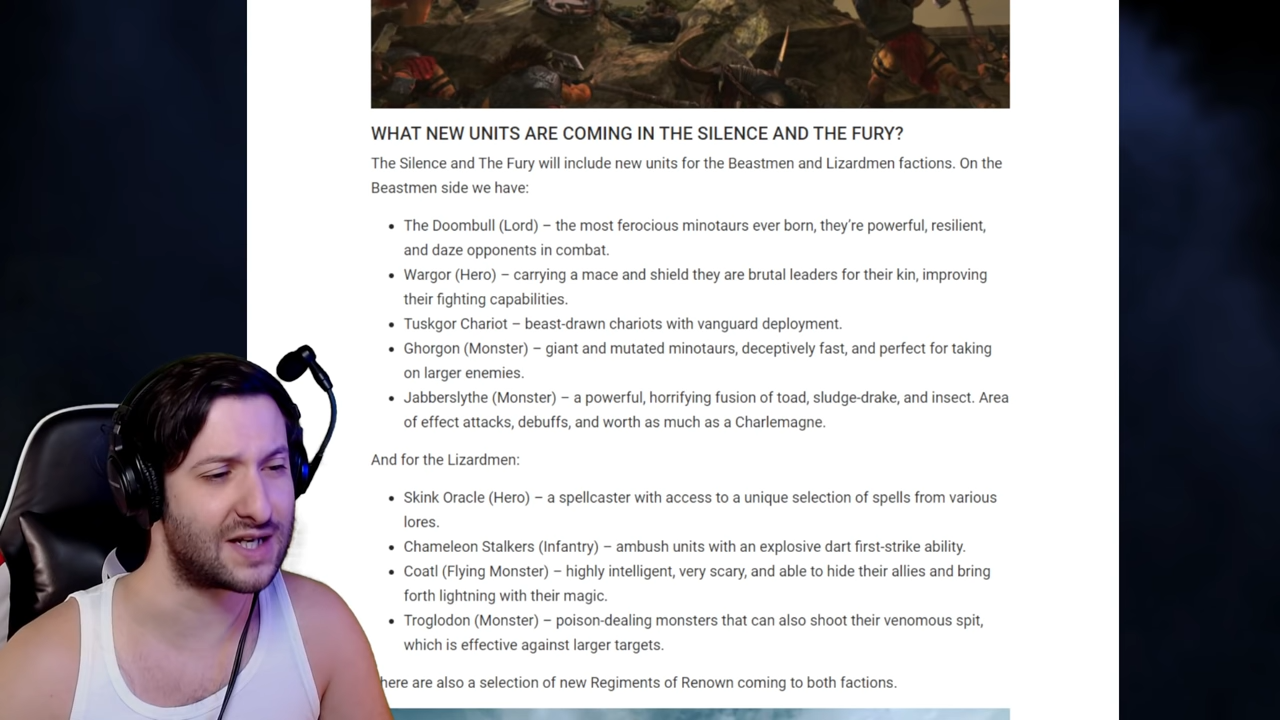 WHAT NEW UNITS ARE COMING IN THE SILENCE AND THE FURY?
The Silence and The Fury will include new units for the Beastmen and Lizardmen factions. On the
Beastmen side we have:
• The Doombull (Lord) – the most ferocious minotaurs ever born, they’re powerful, resilient,
and daze opponents in combat.
• Wargor (Hero) – carrying a mace and shield they are brutal leaders for their kin, improving
their fighting capabilities.
• Tuskgor Chariot – beast-drawn chariots with vanguard deployment.
• Ghorgon (Monster) – giant and mutated minotaurs, deceptively fast, and perfect for taking
on larger enemies.
• Jabberslythe (Monster) – a powerful, horrifying fusion of toad, sludge-drake, and insect. Area
of effect attacks, debuffs, and worth as much as a Charlemagne.
And for the Lizardmen:
• Skink Oracle (Hero) – a spellcaster with access to a unique selection of spells from various
lores.
• Chameleon Stalkers (Infantry) – ambush units with an explosive dart first-strike ability.
• Coatl (Flying Monster) – highly intelligent, very scary, and able to hide their allies and bring
forth lightning with their magic.
• Troglodon (Monster) – poison-dealing monsters that can also shoot their venomous spit,
which is effective against larger targets.
here are also a selection of new Regiments of Renown coming to both factions.